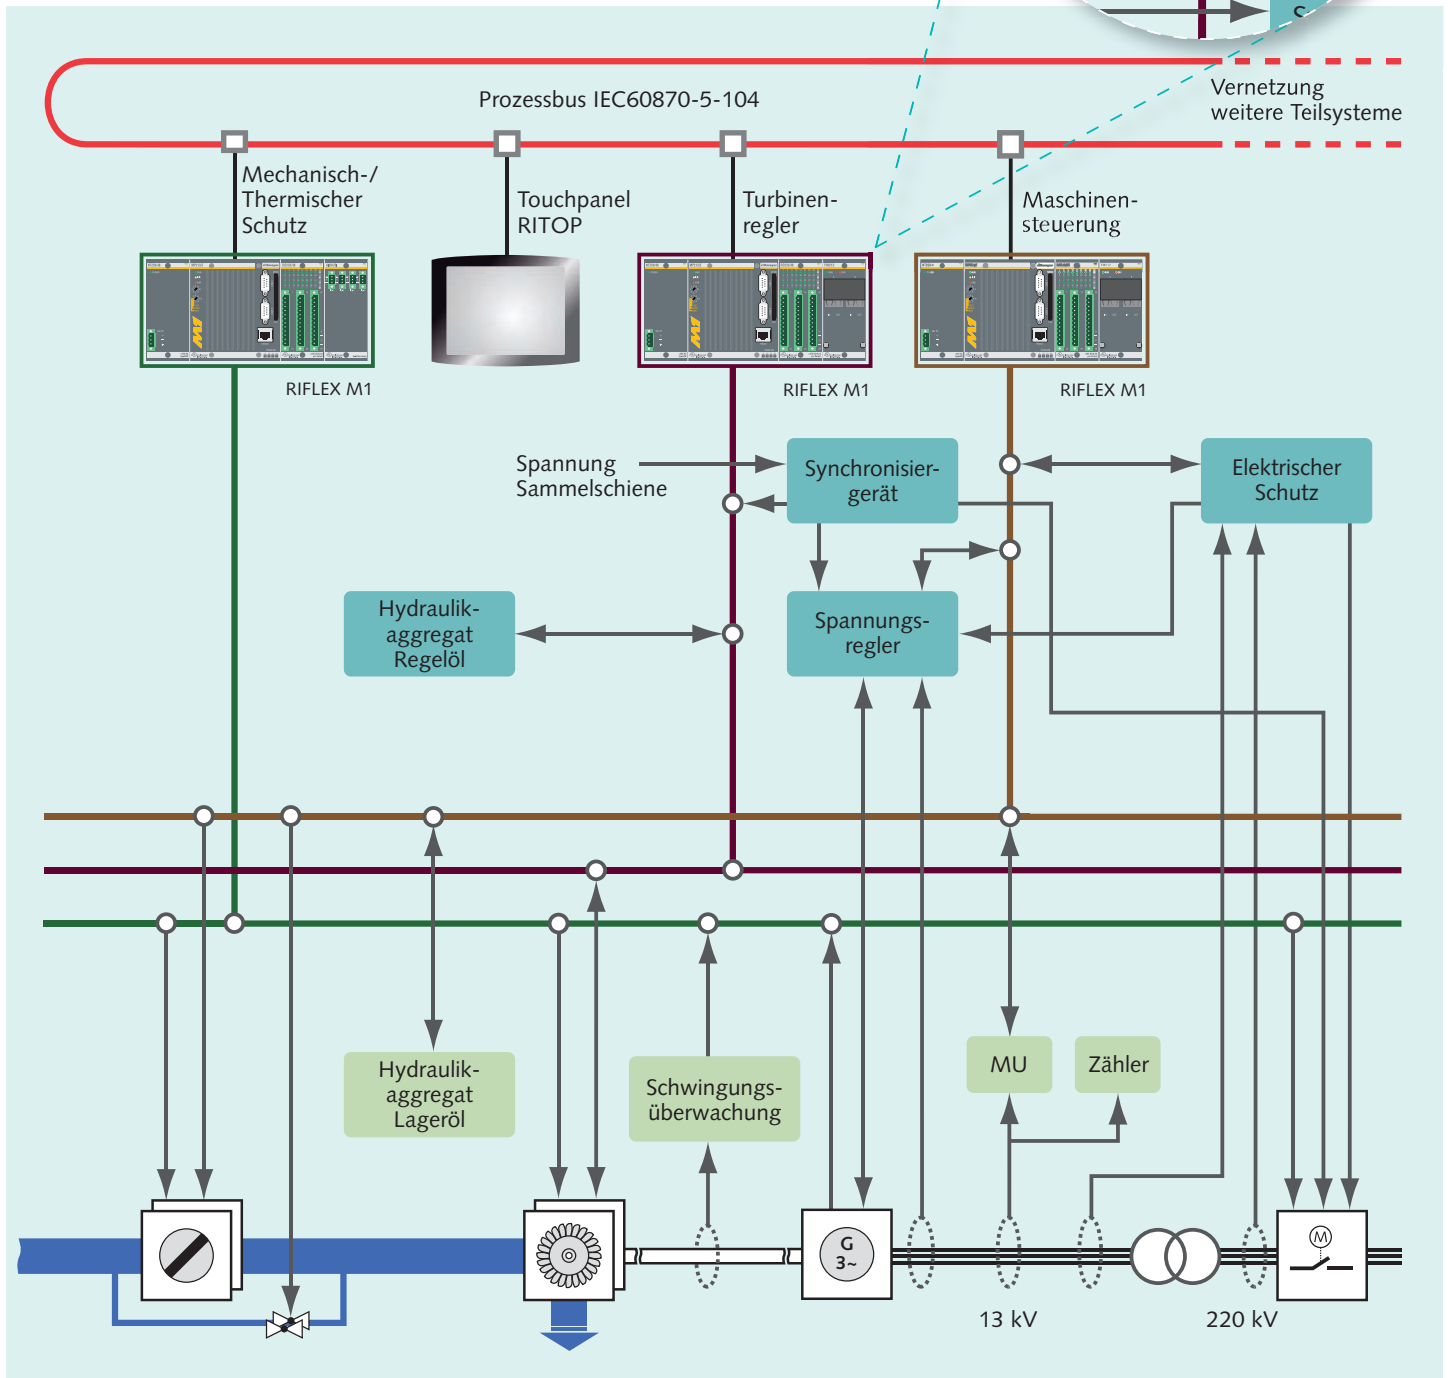 S
Prozessbus IEC60870-5-104
Vernetzung
weitere Teilsysteme
Mechanisch-/
Thermischer
Schutz
Touchpanel
RITOP
Turbinen-
regler
Maschinen-
steuerung
RIFLEX M1
RIFLEX M1
RIFLEX M1
Spannung
Sammelschiene
Synchronisier-
gerät
Elektrischer
Schutz
Hydraulik-
aggregat
Regelöl
Spannungs-
regler
Hydraulik-
aggregat
Lageröl
Schwingungs-
überwachung
MU
Zähler
G
3~
M
13 kV
220 kV